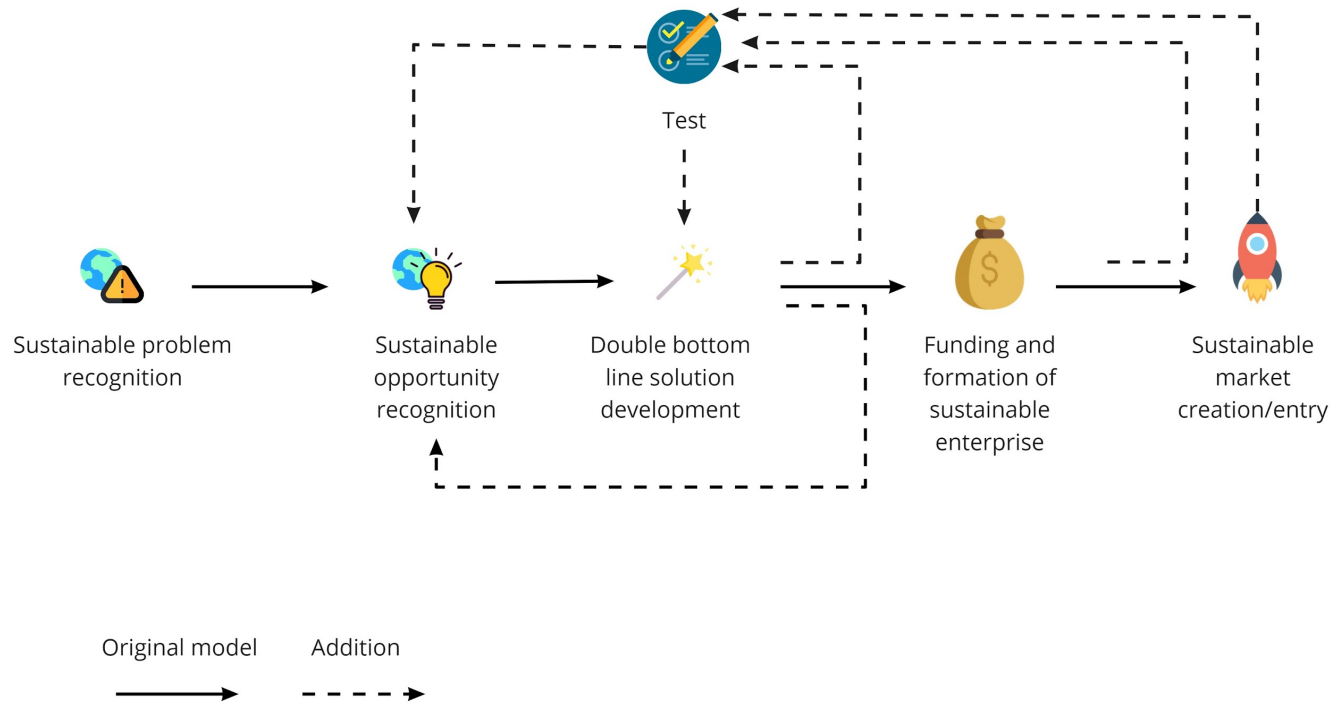 Test
Sustainable problem
recognition
Sustainable
opportunity
recognition
Double bottom
line solution
development
Funding and
formation of
sustainable
enterprise
Sustainable
market
creation/entry
Original model
Addition